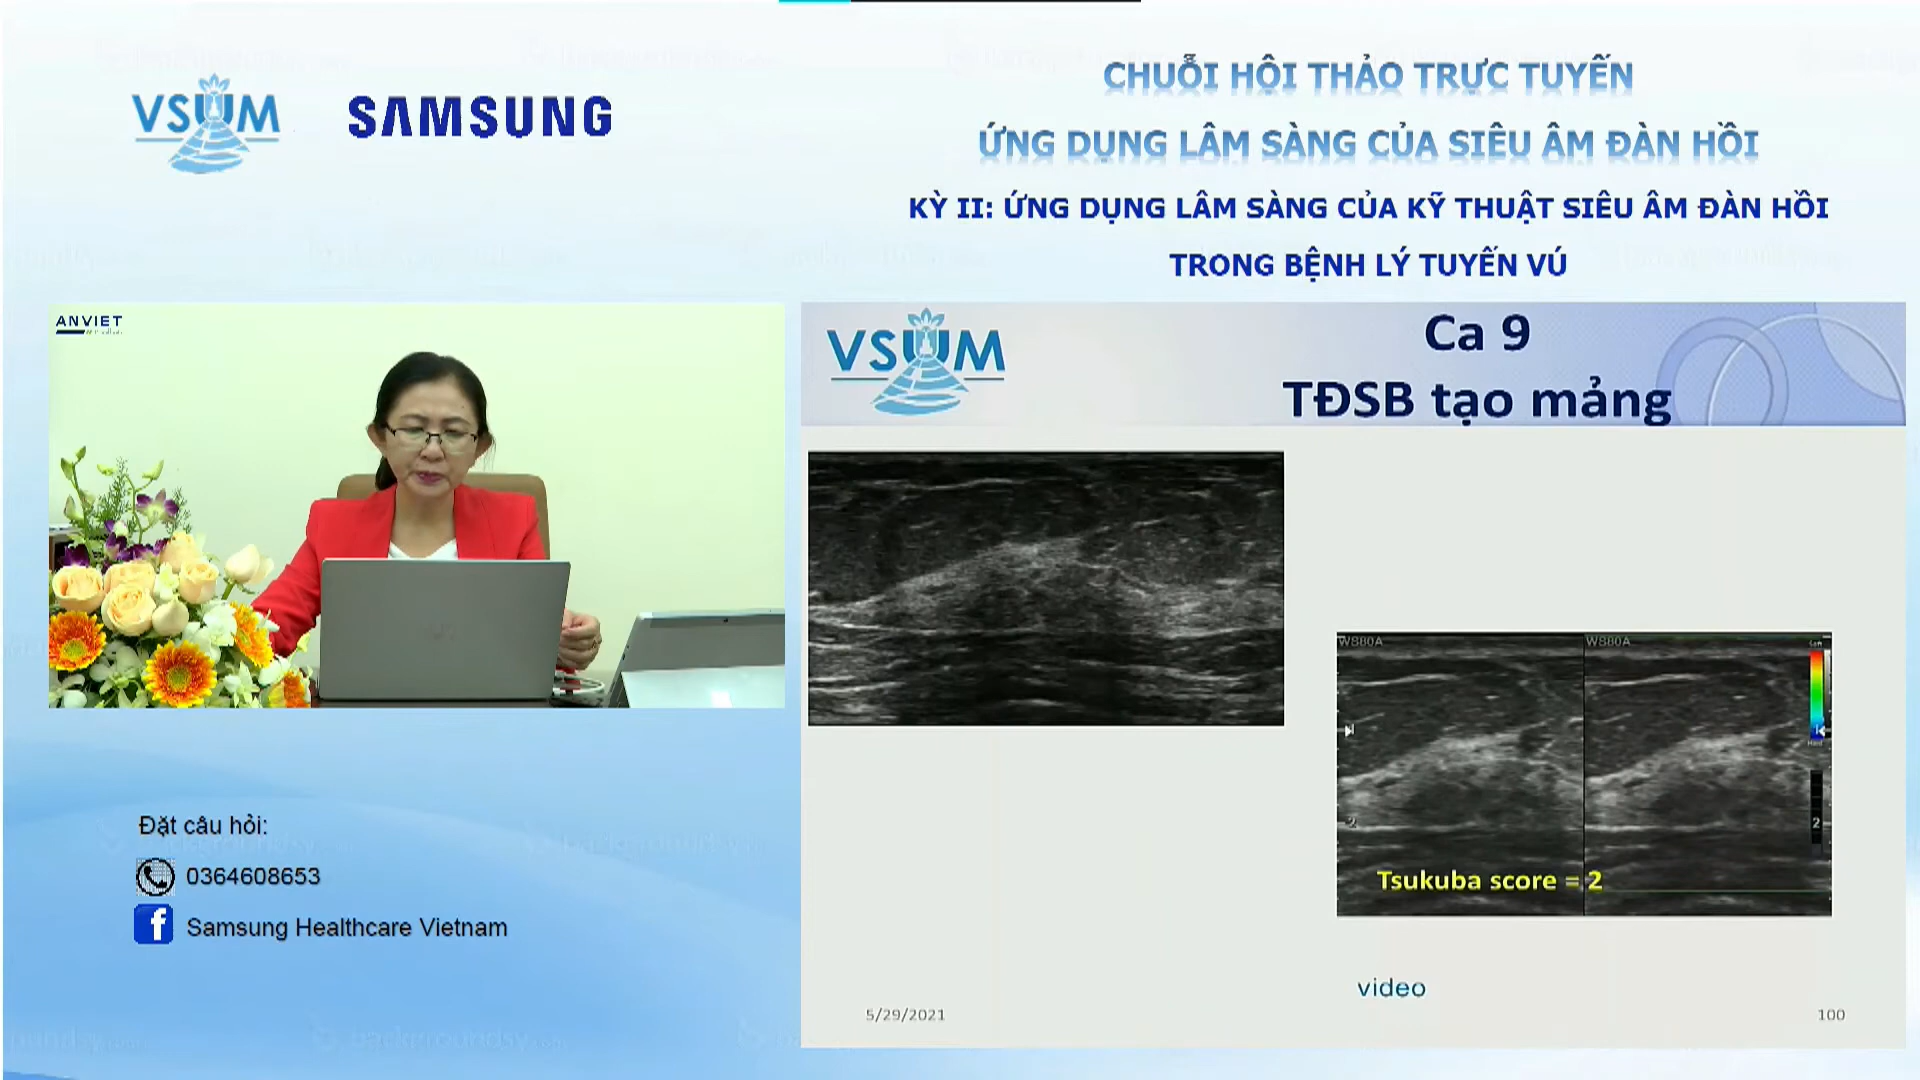 VSUM
SAMSUNG
CHUỖI HỘI THẢO TRỰC TUYẾN
ỨNG DỤNG LÂM SÀNG CỦA SIÊU ÂM ĐÀN HỒI
KỲ II: ỨNG DỤNG LÂM SÀNG CỦA KỸ THUẬT SIÊU ÂM ĐÀN HỒI
TRONG BỆNH LÝ TUYẾN VÚ
ANVIET
VSUM
Ca 9
TĐSB tạo mảng
WS80A
WS80A
2
2
Tsukuba score = 2
video
5/29/2021
100
Đặt câu hỏi:
0364608653
Samsung Healthcare Vietnam